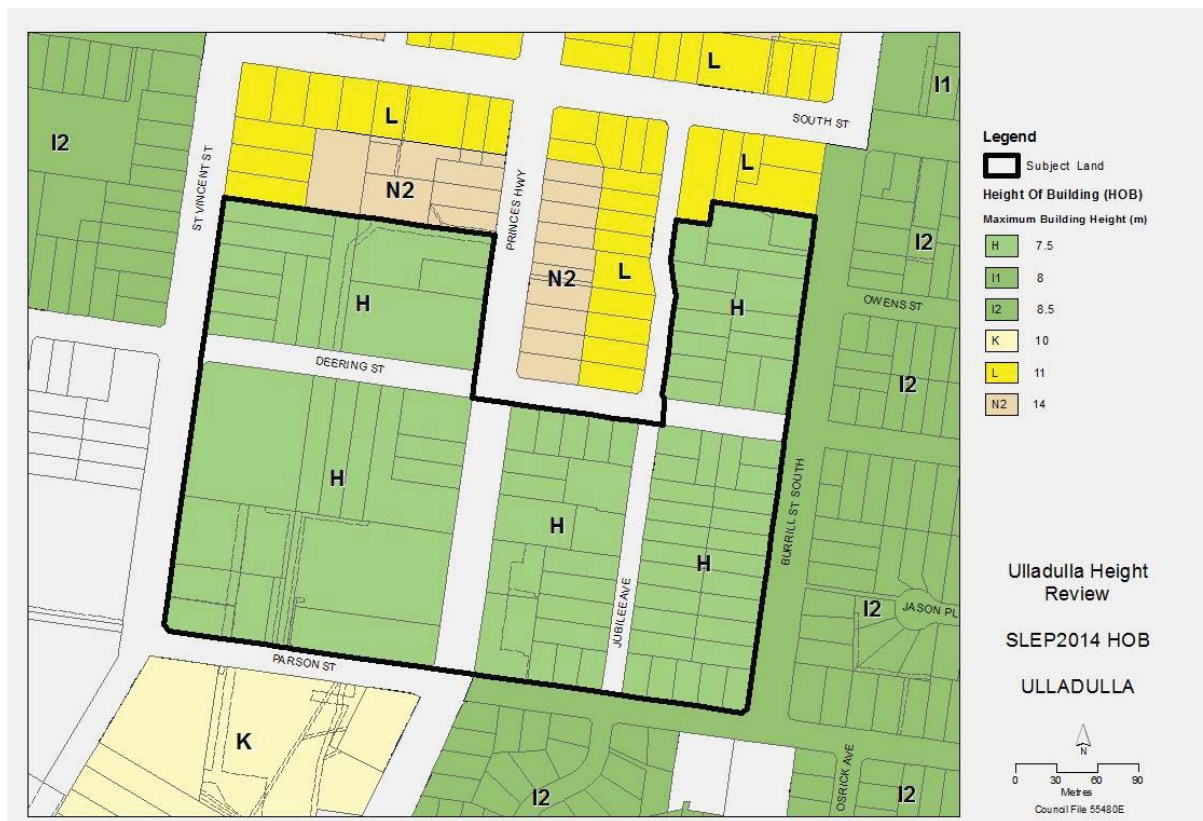 L
I1
SOUTH ST
I2
L
L
ST VINCENT ST
N2
PRINCES HWY
I2
H
N2
L
H
OWENS ST
DEERING ST
I2
H
H
H
BURRILL ST SOUTH
JUBILEE AVE
I2
JASON PL
PARSON ST
K
I2
OSRICK AVE
I2
Legend
Subject Land
Height Of Building (HOB)
Maximum Building Height (m)
H 7.5
I1 8
I2 8.5
K 10
L 11
N2 14
Ulladulla Height
Review
SLEP2014 HOB
ULLADULLA
N
0 30 60 90
Metres
Council File 55480E